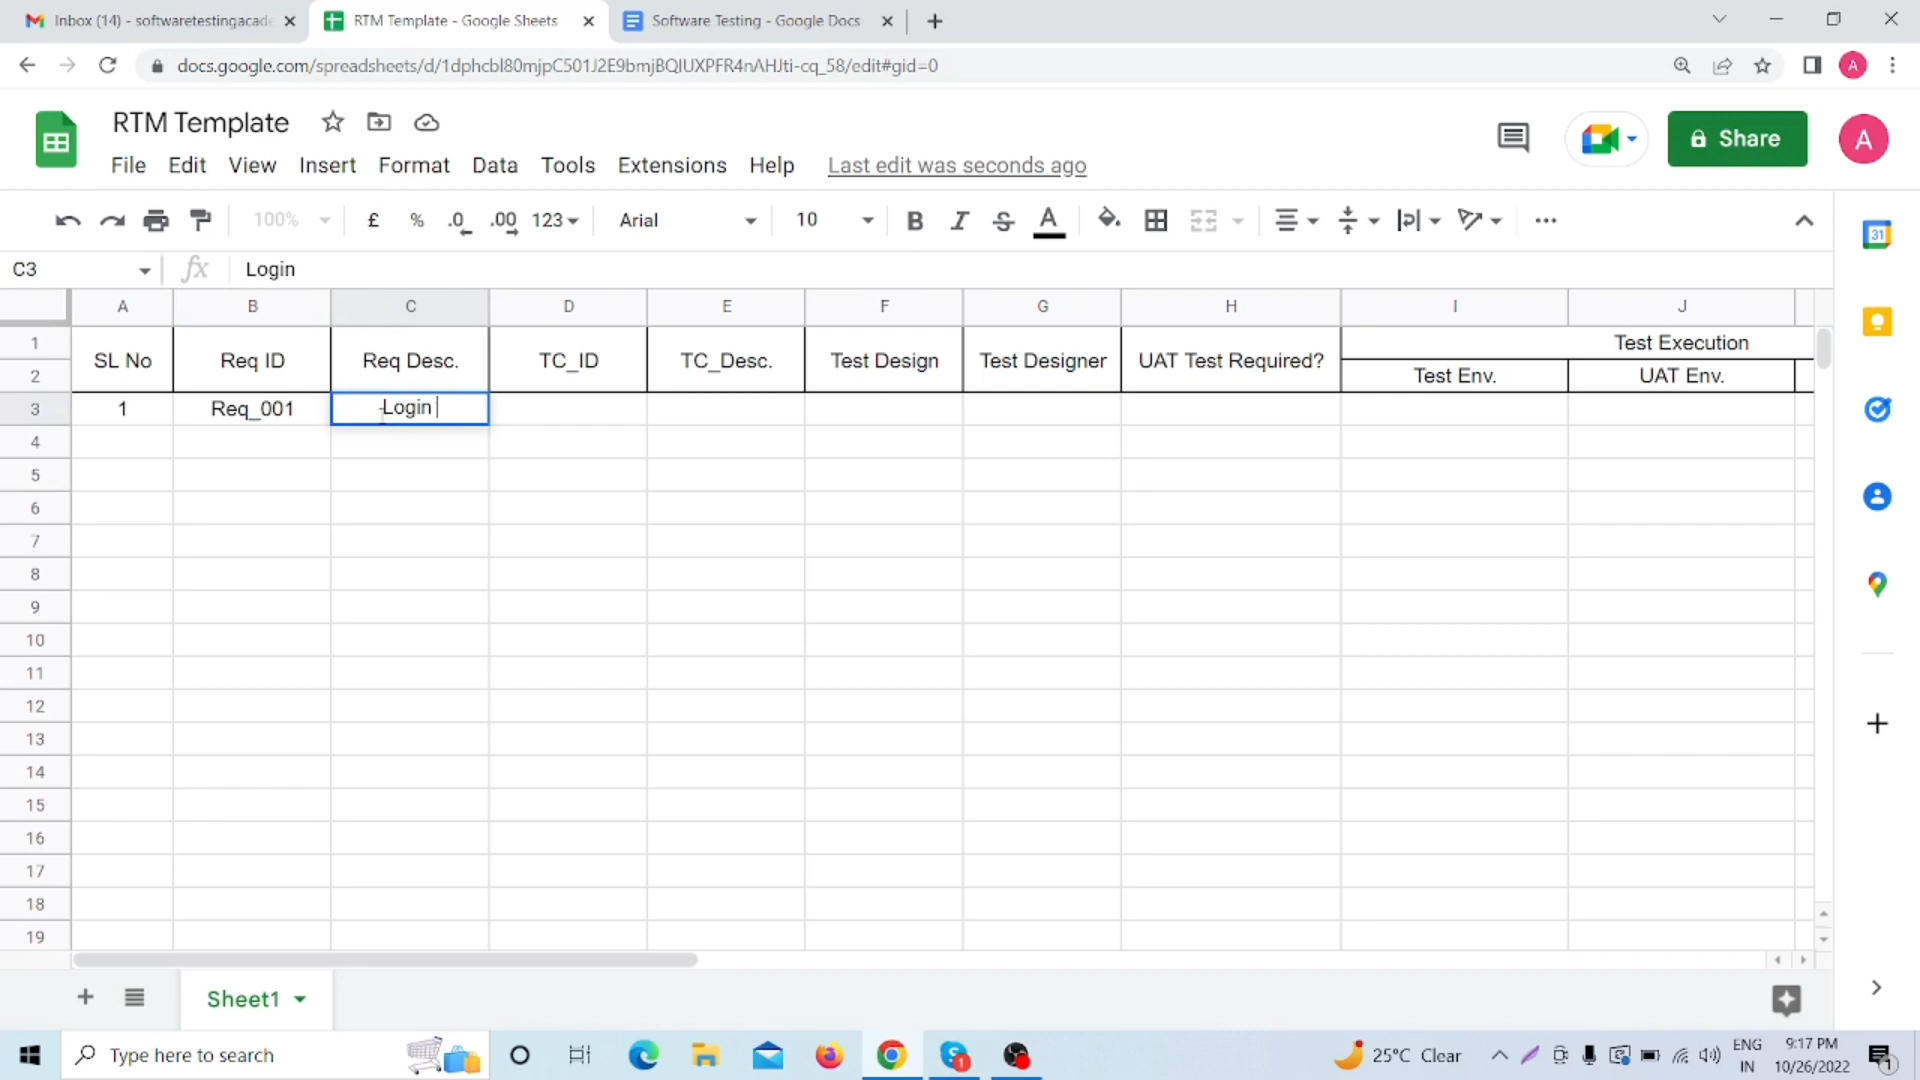 Inbox (14) - softwaretestingacade
RTM Template - Google Sheets
Software Testing - Google Docs
docs.google.com/spreadsheets/d/1dphcbl80mjpC501J2E9bmjBQIUXPFR4nAHJti-cq_58/edit#gid=0
A
RTM Template
Share
A
File Edit View Insert Format Data Tools Extensions Help Last edit was seconds ago
100% £ % .0 .00 123 Arial 10 B I S A
31
C3 fx Login
A B C D E F G H I J
1 Test Execution
SL No Req ID Req Desc. TC_ID TC_Desc. Test Design Test Designer UAT Test Required?
2 Test Env. UAT Env.
3 1 Req_001 Login
4
5
6
7
8
9
10
11
12
13
14
15
16
17
18
19
Sheet1
Type here to search
25°C Clear
ENG
IN
9:17 PM
10/26/2022
1
1